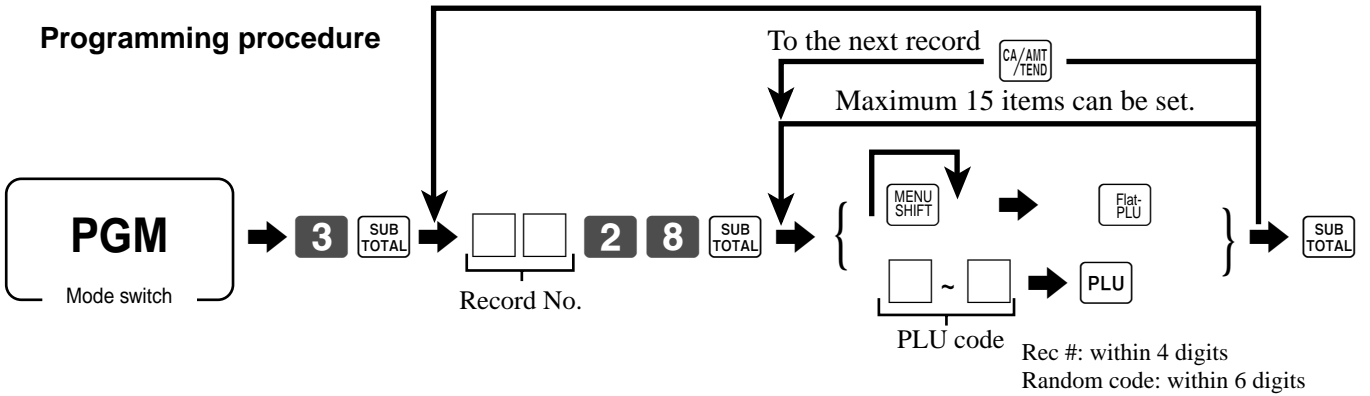 Programming procedure
To the next record
CA/AMT
/TEND
Maximum 15 items can be set.
PGM
Mode switch
3
SUB
TOTAL
Record No.
2 8
SUB
TOTAL
{
MENU
SHIFT
Flat-
PLU
~
PLU
PLU code
}
SUB
TOTAL
Rec #: within 4 digits
Random code: within 6 digits